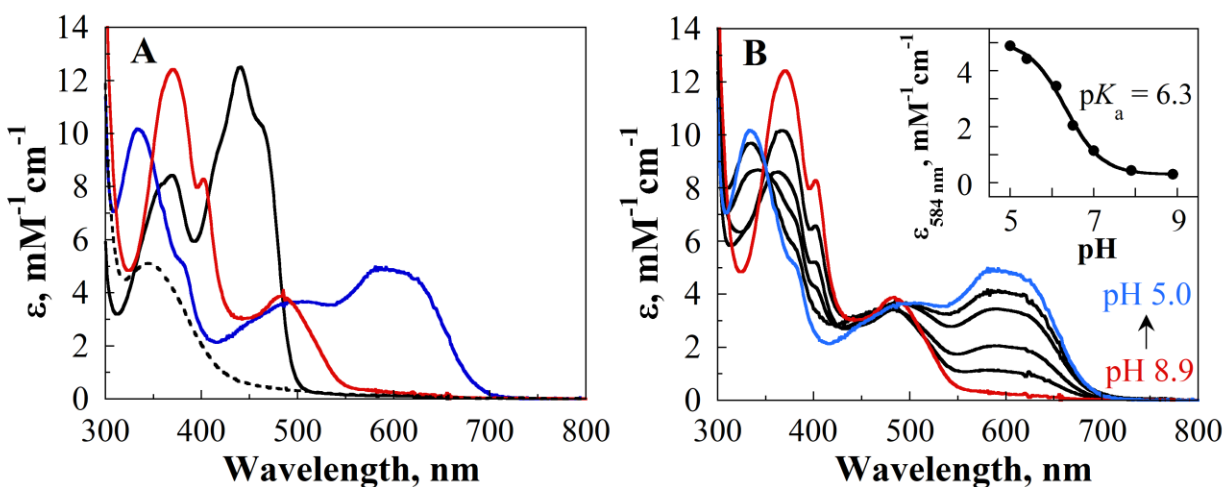 A
14
12
10
8
6
4
2
0
ε, mM⁻¹cm⁻¹
300 400 500 600 700 800
Wavelength, nm
B
14
12
10
8
6
4
2
0
ε, mM⁻¹cm⁻¹
300 400 500 600 700 800
Wavelength, nm
4
2
0
ε584 nm, mM⁻¹cm⁻¹
pKa = 6.3
5 7 9
pH
pH 5.0
pH 8.9